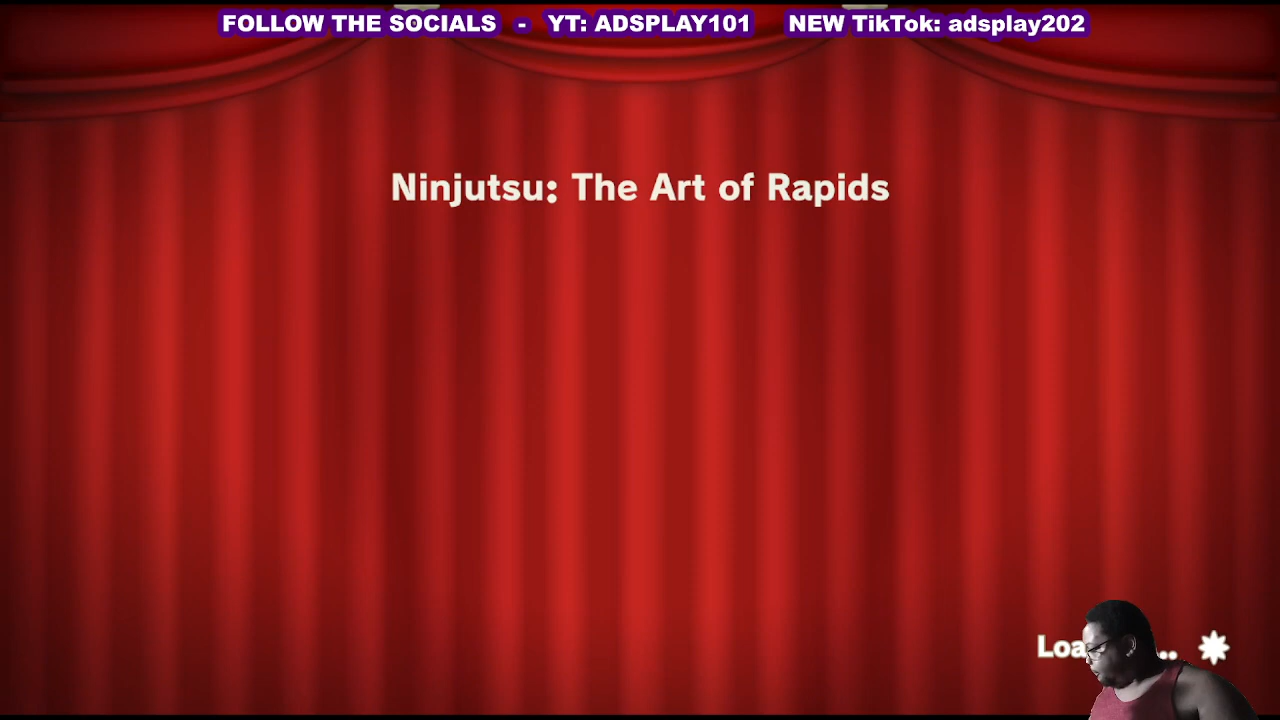 FOLLOW THE SOCIALS - YT: ADSPLAY101 NEW TikTok: adsplay202
Ninjutsu: The Art of Rapids